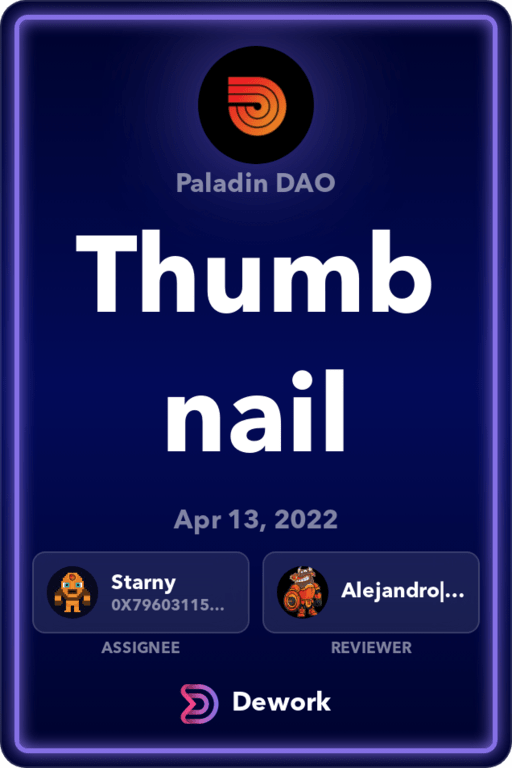 Paladin DAO
Thumb
nail
Apr 13, 2022
Starny
0X79603115...
ASSIGNEE
Alejandro|...
REVIEWER
Dework